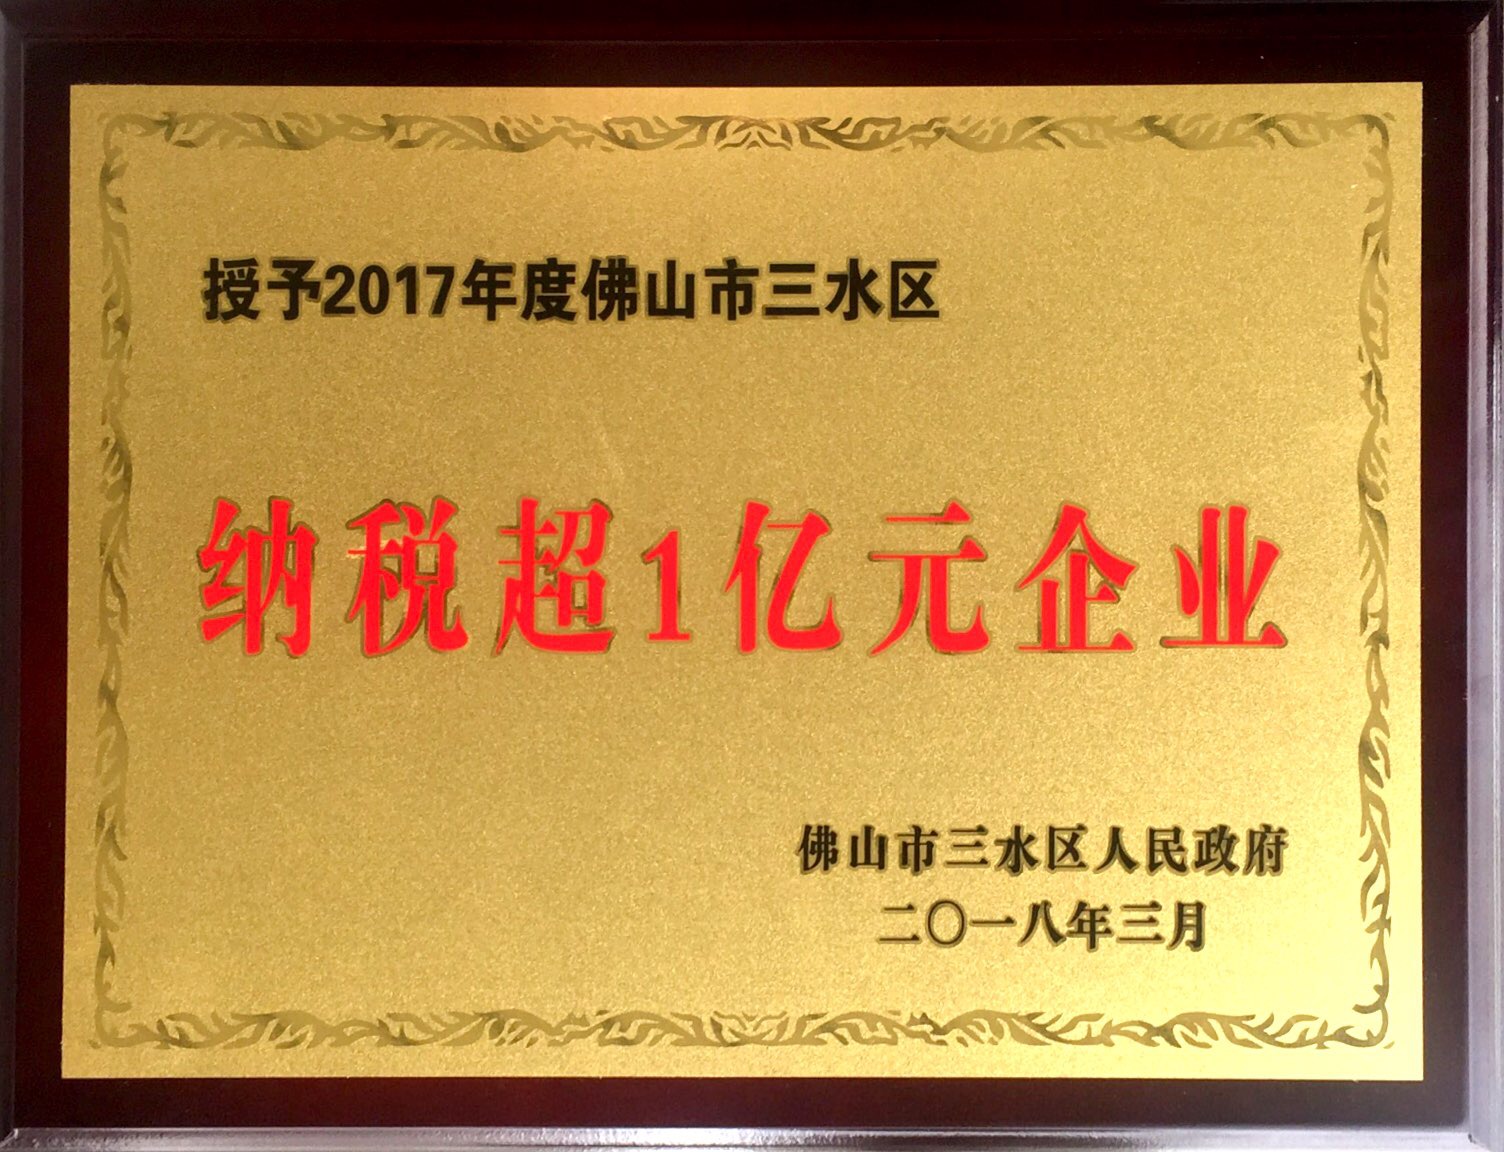 授予2017年度佛山市三水区
纳税超1亿元企业
佛山市三水区人民政府
二〇一八年三月